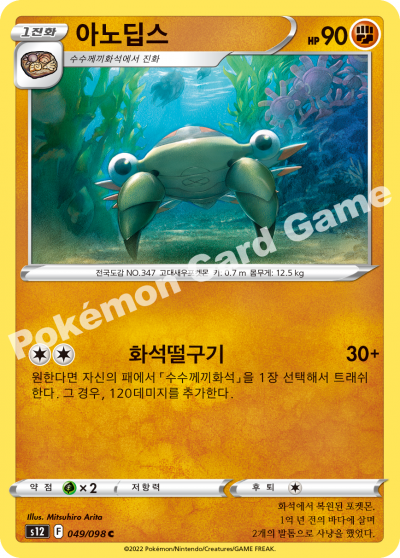 1진화
아노딥스
HP 90
수수께끼화석에서 진화
전국도감 NO.347 고대새우포켓몬 키: 0.7 m 몸무게: 12.5 kg
Pokémon Card Game
화석떨구기 30+
원한다면 자신의 패에서 「수수께끼화석」을 1장 선택해서 트래쉬
한다. 그 경우, 120데미지를 추가한다.
약점 ×2 저항력 후퇴
Illus. Mitsuhiro Arita
화석에서 복원된 포켓몬.
1억 년 전의 바다에 살며
2개의 발톱으로 사냥을 했었다.
s12 F 049/098 C
©2022 Pokémon/Nintendo/Creatures/GAME FREAK.